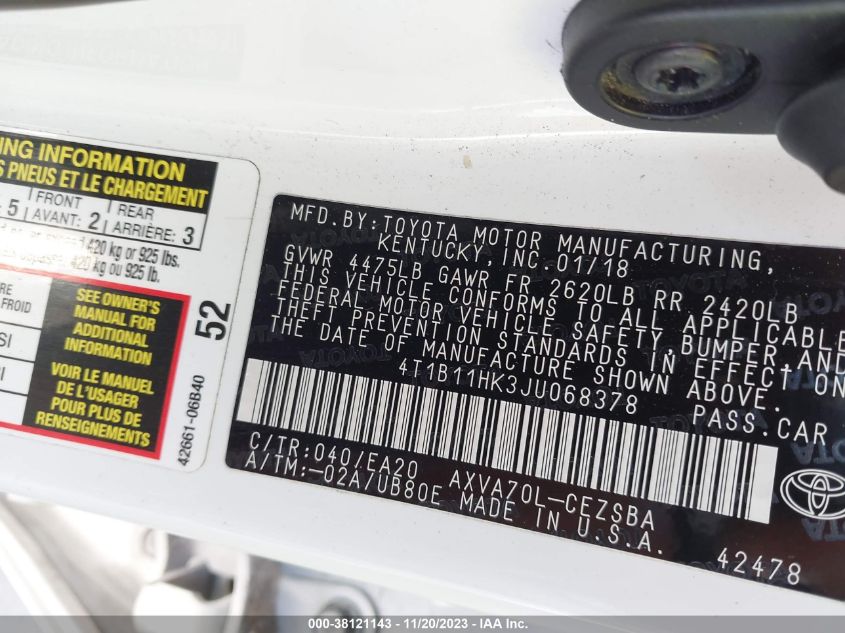 NG INFORMATION
S PNEUS ET LE CHARGEMENT
5 FRONT AVANT: 2 REAR ARRIÈRE: 3
420 kg or 925 lbs.
420 kg ou 925 lb.
FROID
SEE OWNER'S
MANUAL FOR
ADDITIONAL
INFORMATION
VOIR LE MANUEL
DE L'USAGER
POUR PLUS DE
RENSEIGNEMENTS
52
42661-06B40
MFD.BY:TOYOTA MOTOR MANUFACTURING,
KENTUCKY, INC.01/18
GVWR 4475LB GAWR FR 2620LB RR 2420LB
THIS VEHICLE CONFORMS TO ALL APPLICABLE
FEDERAL MOTOR VEHICLE SAFETY, BUMPER AND
THEFT PREVENTION STANDARDS IN EFFECT ON
THE DATE OF MANUFACTURE SHOWN ABOVE.
4T1B11HK3JU068378 PASS.CAR
C/TR:040/EA20 AXVA70L-CEZSBA
A/TM:-02A/UB80E MADE IN U.S.A.
TOYOTA
42478
000-38121143 - 11/20/2023 - IAA Inc.